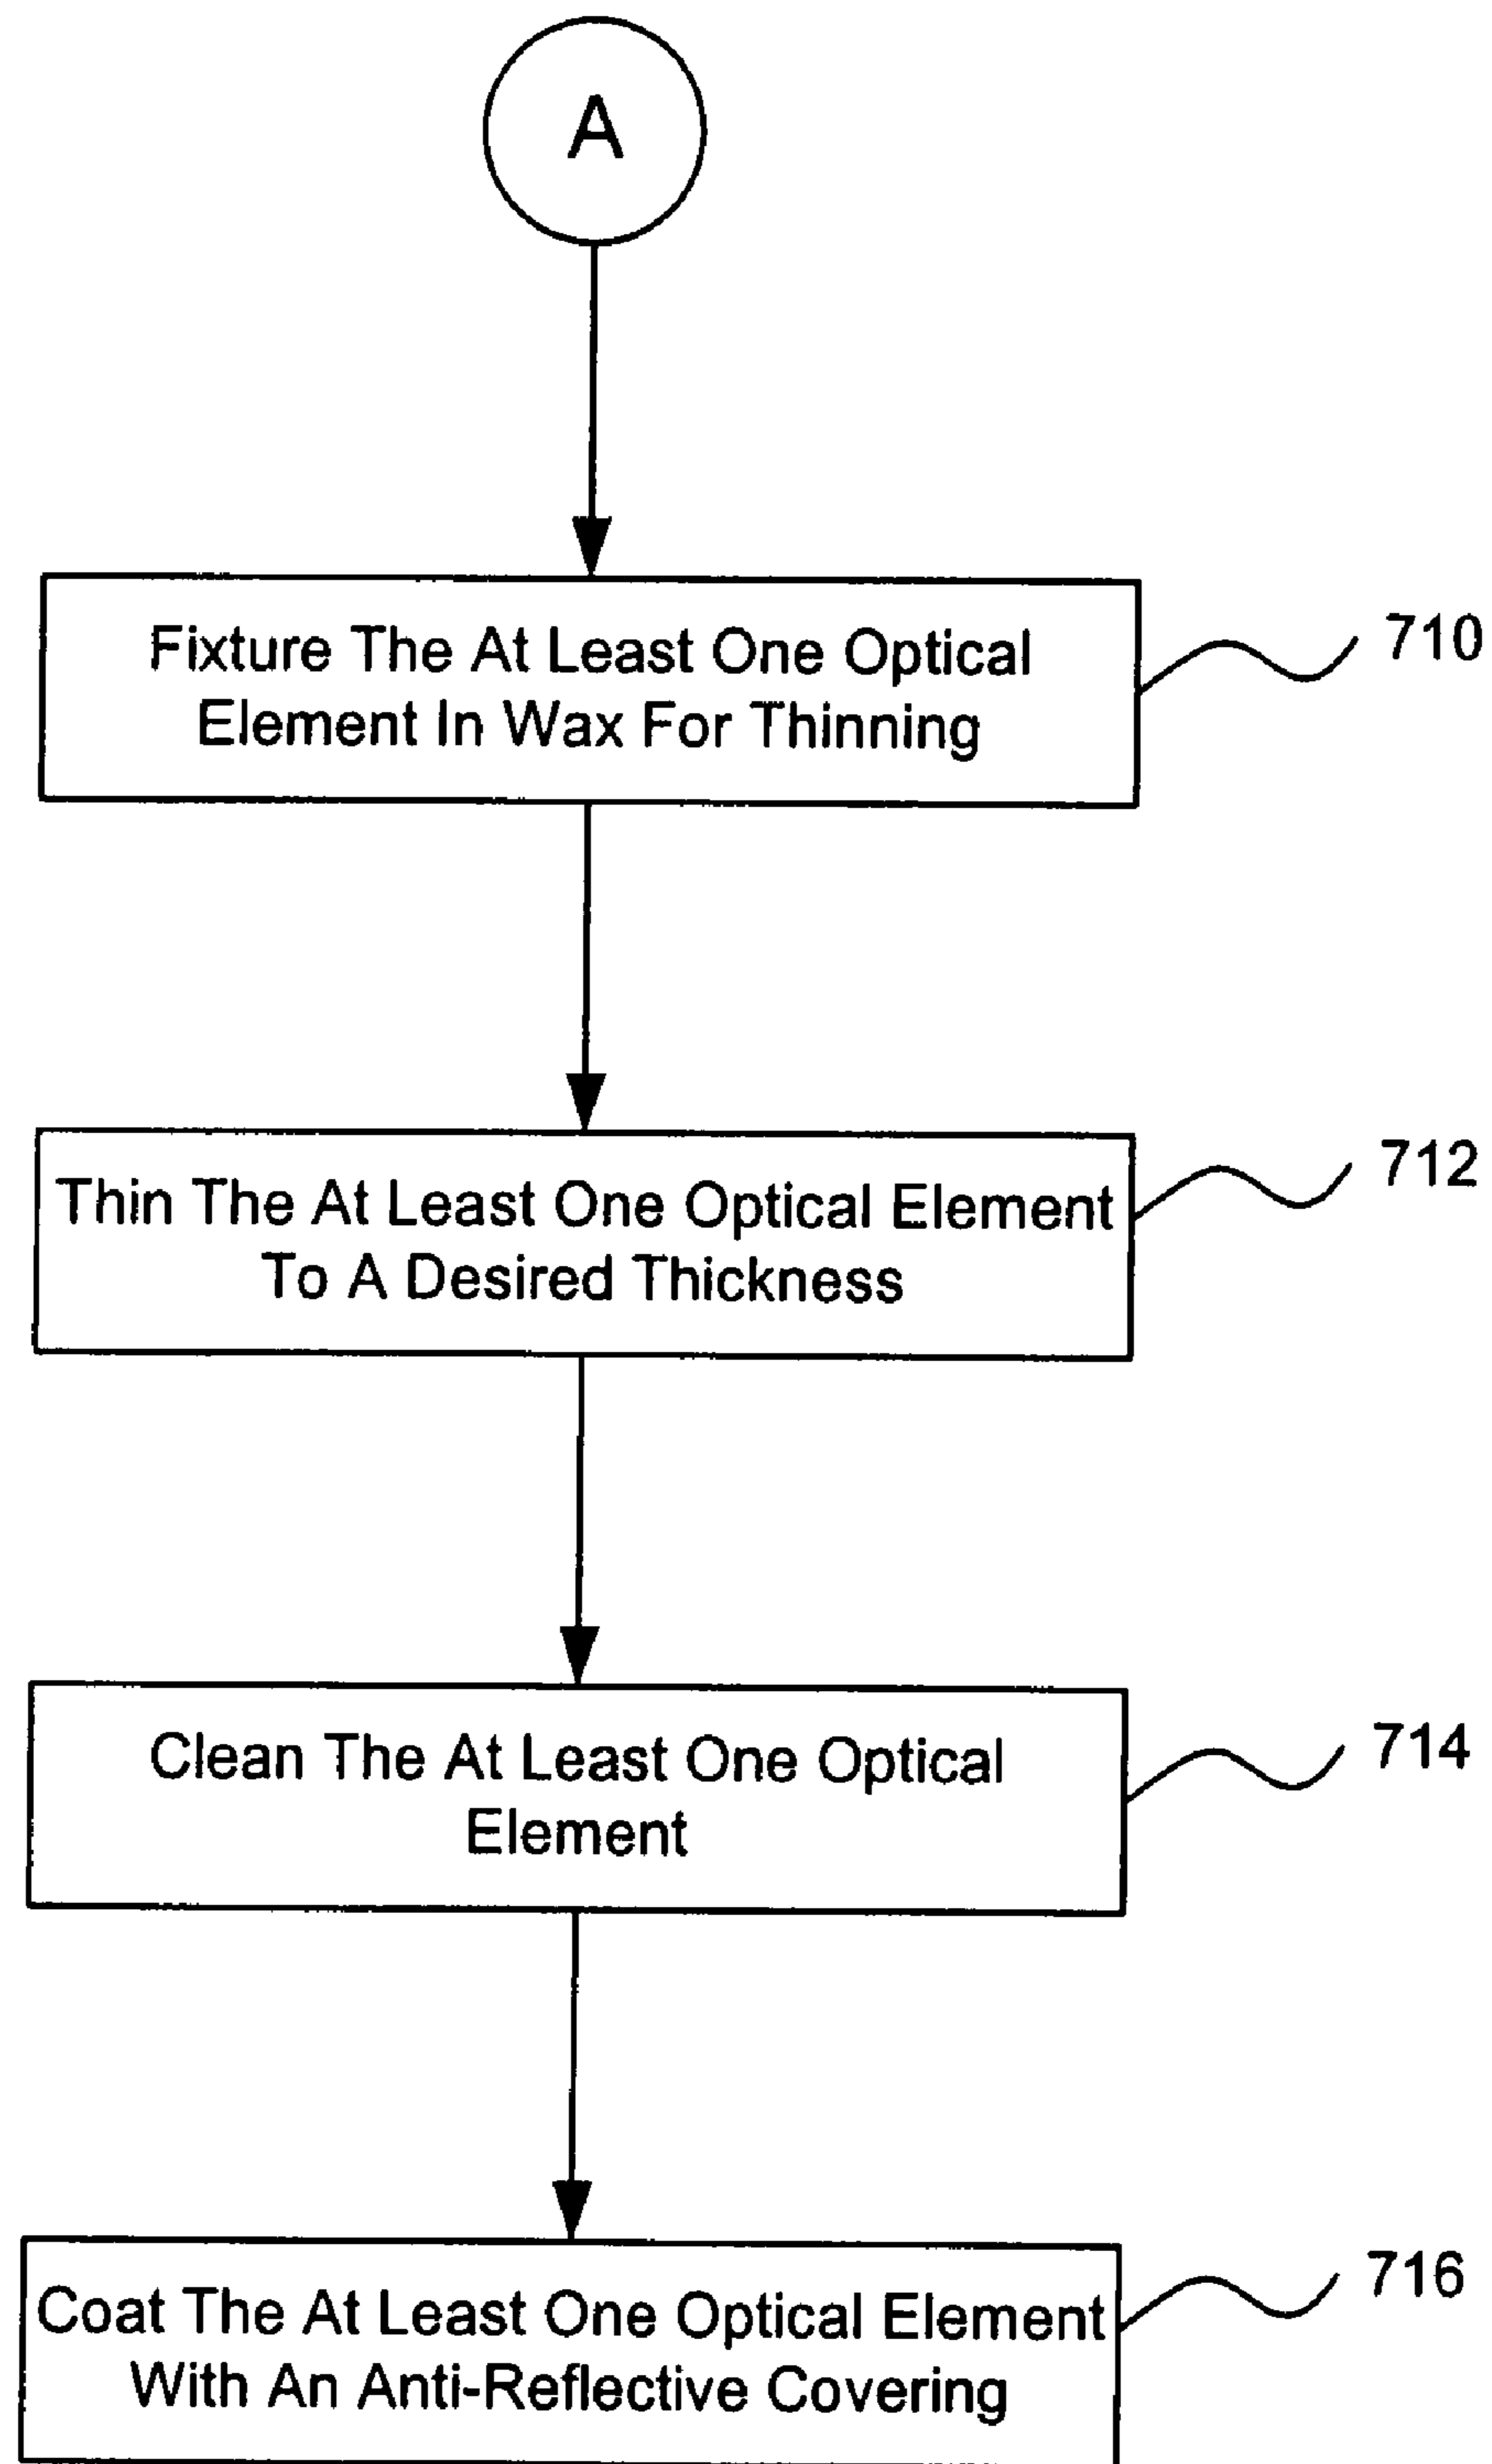 A
Fixture The At Least One Optical
Element In Wax For Thinning
710
Thin The At Least One Optical Element
To A Desired Thickness
712
Clean The At Least One Optical
Element
714
Coat The At Least One Optical Element
With An Anti-Reflective Covering
716